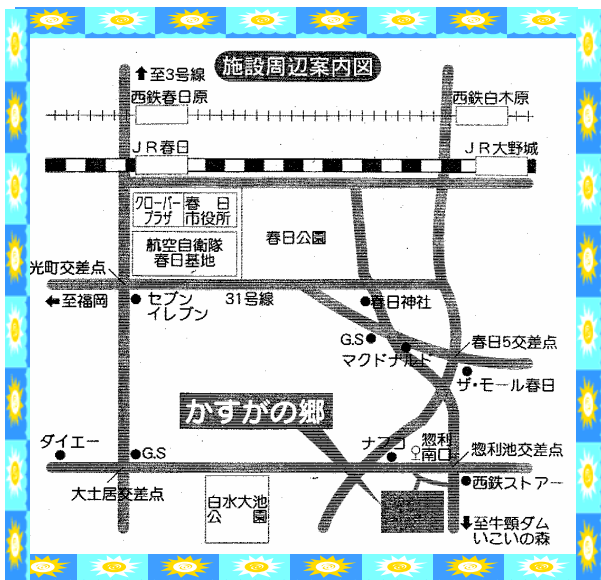 施設周辺案内図
至3号線
西鉄春日原
西鉄白木原
JR春日
JR大野城
クローバー
プラザ
春日
市役所
航空自衛隊
春日基地
春日公園
光町交差点
至福岡
セブン
イレブン
31号線
春日神社
G.S
マクドナルド
春日5交差点
ザ・モール春日
かすがの郷
ダイエー
G.S
ナフコ
惣利
南口
惣利池交差点
大土居交差点
白水大池
公園
西鉄ストアー
至牛頸ダム
いこいの森